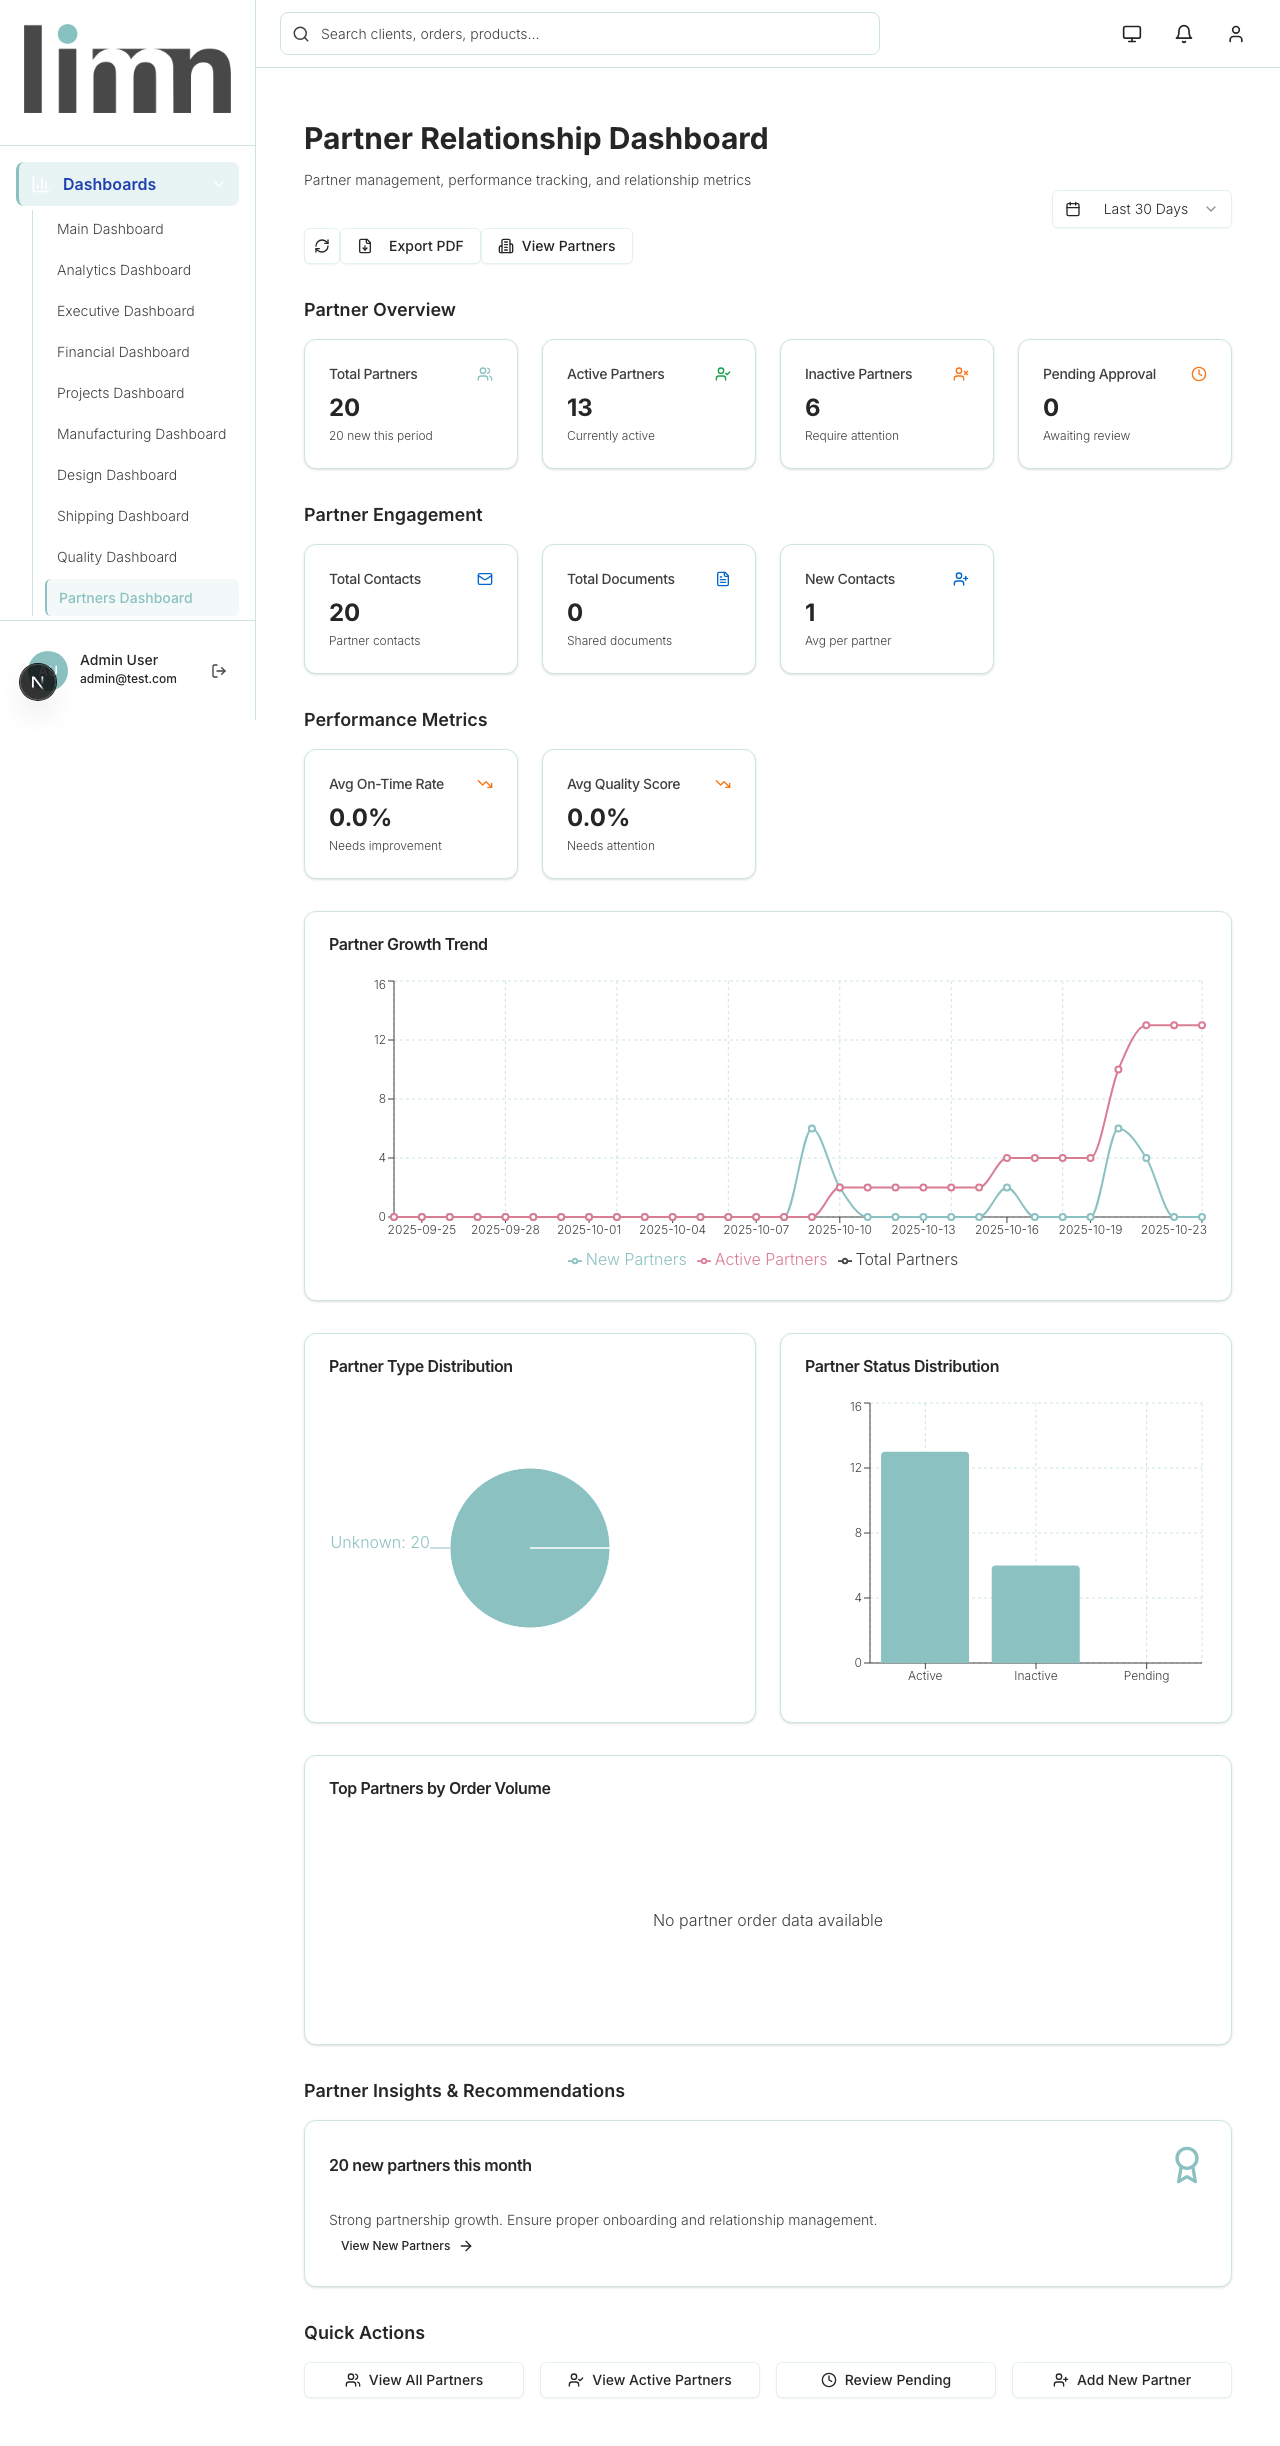 limn
Search clients, orders, products...
Dashboards
Main Dashboard
Analytics Dashboard
Executive Dashboard
Financial Dashboard
Projects Dashboard
Manufacturing Dashboard
Design Dashboard
Shipping Dashboard
Quality Dashboard
Partners Dashboard
N
Admin User
admin@test.com
Partner Relationship Dashboard
Partner management, performance tracking, and relationship metrics
Last 30 Days
Export PDF
View Partners
Partner Overview
Total Partners
20
20 new this period
Active Partners
13
Currently active
Inactive Partners
6
Require attention
Pending Approval
0
Awaiting review
Partner Engagement
Total Contacts
20
Partner contacts
Total Documents
0
Shared documents
New Contacts
1
Avg per partner
Performance Metrics
Avg On-Time Rate
0.0%
Needs improvement
Avg Quality Score
0.0%
Needs attention
Partner Growth Trend
16
12
8
4
0
2025-09-25 2025-09-28 2025-10-01 2025-10-04 2025-10-07 2025-10-10 2025-10-13 2025-10-16 2025-10-19 2025-10-23
New Partners Active Partners Total Partners
Partner Type Distribution
Unknown: 20
Partner Status Distribution
16
12
8
4
0
Active Inactive Pending
Top Partners by Order Volume
No partner order data available
Partner Insights & Recommendations
20 new partners this month
Strong partnership growth. Ensure proper onboarding and relationship management.
View New Partners
Quick Actions
View All Partners
View Active Partners
Review Pending
Add New Partner